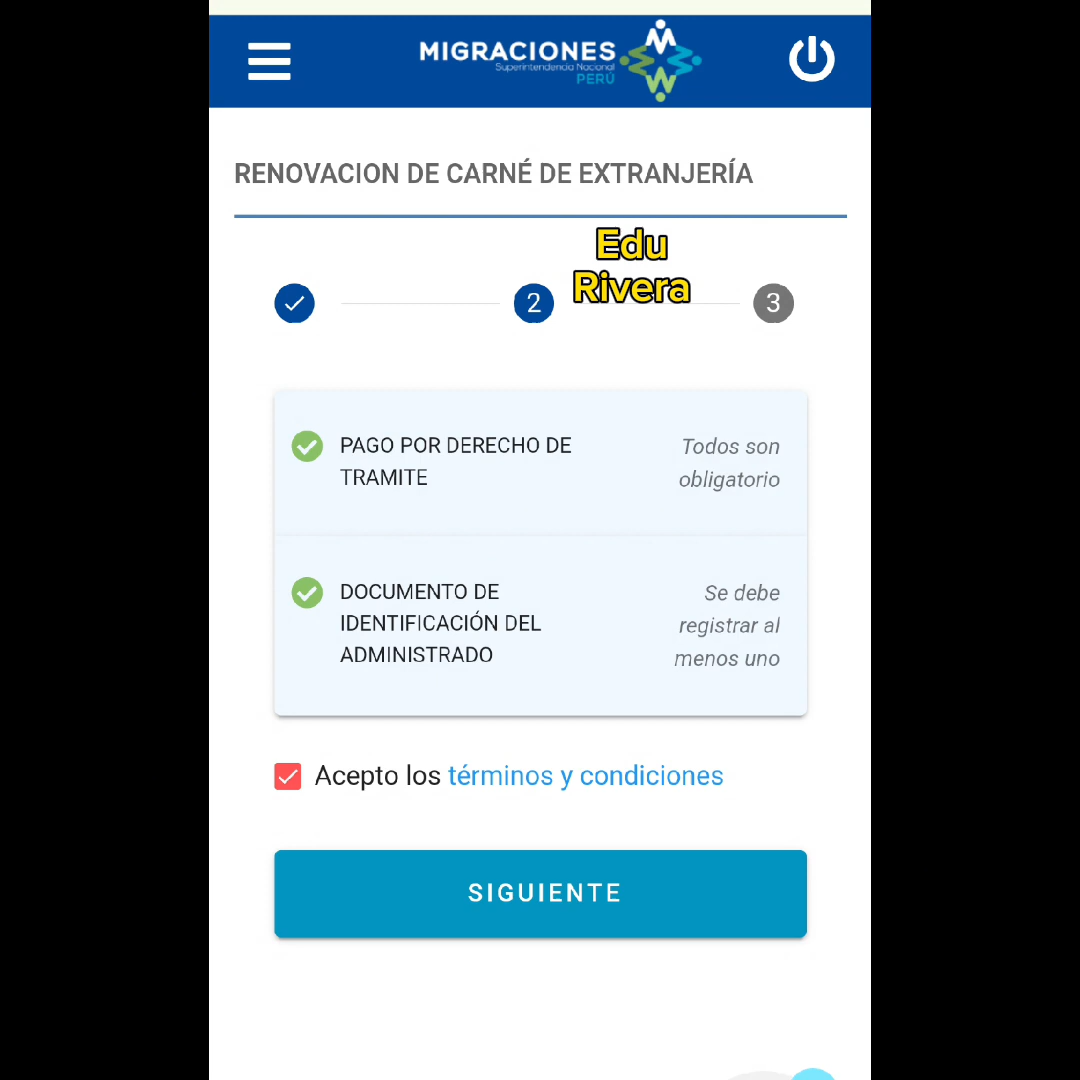 MIGRACIONES
Superintendencia Nacional
PERÚ
RENOVACION DE CARNÉ DE EXTRANJERÍA
Edu
Rivera
2
3
PAGO POR DERECHO DE
TRAMITE
Todos son
obligatorio
DOCUMENTO DE
IDENTIFICACIÓN DEL
ADMINISTRADO
Se debe
registrar al
menos uno
Acepto los términos y condiciones
SIGUIENTE